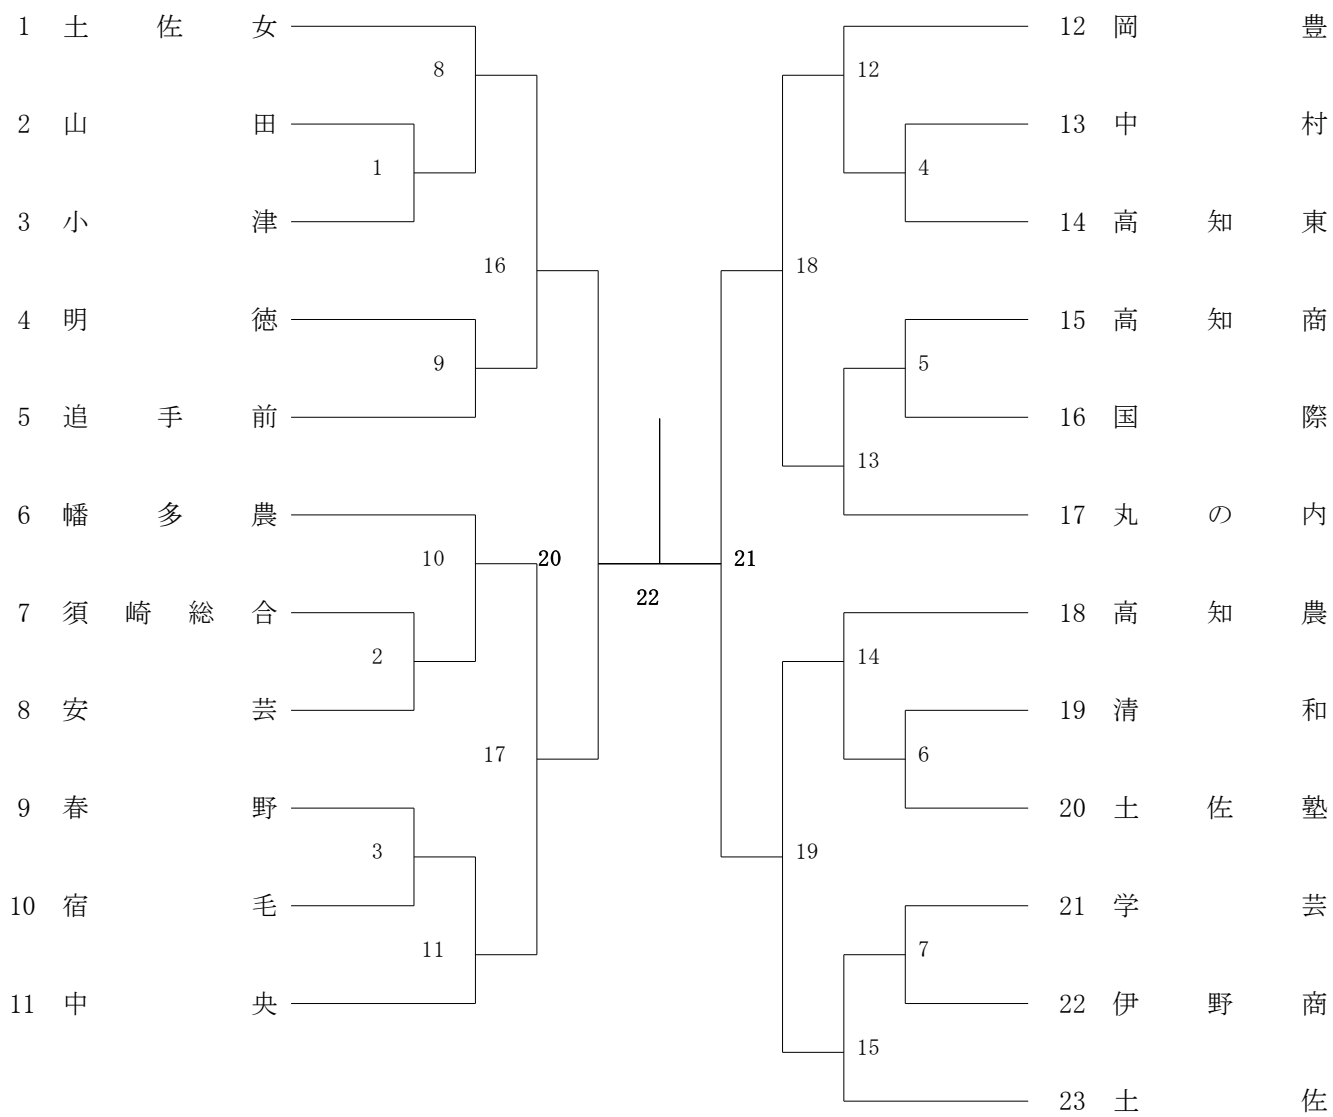 1 土佐女
2 山田
3 小津
4 明徳
5 追手前
6 幡多農
7 須崎総合
8 安芸
9 春野
10 宿毛
11 中央
8
1
16
9
10
2
17
3
11
20
22
21
12
4
18
5
13
14
6
19
7
15
12 岡豊
13 中村
14 高知東
15 高知商
16 国際
17 丸の内
18 高知農
19 清和
20 土佐塾
21 学芸
22 伊野商
23 土佐